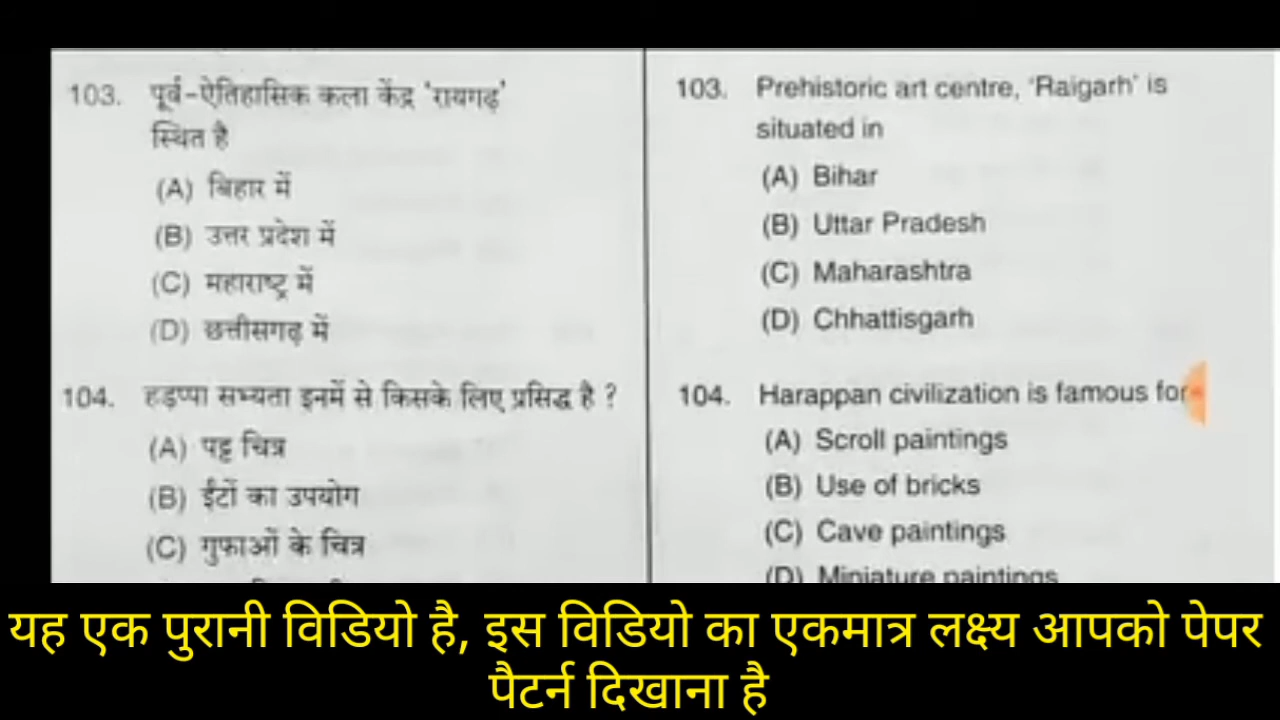 103. पूर्व-ऐतिहासिक कला केंद्र 'रायगढ़'
स्थित है
(A) बिहार में
(B) उत्तर प्रदेश में
(C) महाराष्ट्र में
(D) छत्तीसगढ़ में
104. हड़प्पा सभ्यता इनमें से किसके लिए प्रसिद्ध है ?
(A) पट्ट चित्र
(B) ईंटों का उपयोग
(C) गुफाओं के चित्र
103. Prehistoric art centre, 'Raigarh' is
situated in
(A) Bihar
(B) Uttar Pradesh
(C) Maharashtra
(D) Chhattisgarh
104. Harappan civilization is famous for
(A) Scroll paintings
(B) Use of bricks
(C) Cave paintings
(D) Miniature paintings
यह एक पुरानी विडियो है, इस विडियो का एकमात्र लक्ष्य आपको पेपर
पैटर्न दिखाना है